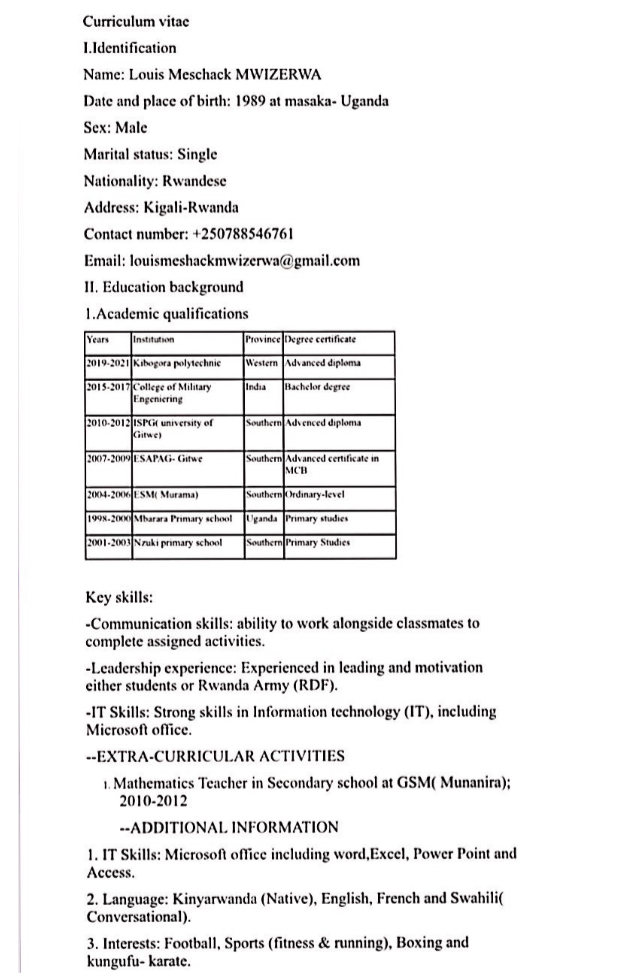 Curriculum vitae
I.Identification
Name: Louis Meschack MWIZERWA
Date and place of birth: 1989 at masaka- Uganda
Sex: Male
Marital status: Single
Nationality: Rwandese
Address: Kigali-Rwanda
Contact number: +250788546761
Email: louismeshackmwizerwa@gmail.com
II. Education background
1.Academic qualifications
Years Institution Province Degree certificate
2019-2021 Kibogora polytechnic Western Advanced diploma
2015-2017 College of Military India Bachelor degree
Engeniering
2010-2012 ISPG( university of Southern Advenced diploma
Gitwe)
2007-2009 ESAPAG- Gitwe Southern Advanced certificate in
MCB
2004-2006 ESM( Murama) Southern Ordinary-level
1998-2000 Mbarara Primary school Uganda Primary studies
2001-2003 Nzuki primary school Southern Primary Studies
Key skills:
-Communication skills: ability to work alongside classmates to
complete assigned activities.
-Leadership experience: Experienced in leading and motivation
either students or Rwanda Army (RDF).
-IT Skills: Strong skills in Information technology (IT), including
Microsoft office.
--EXTRA-CURRICULAR ACTIVITIES
1. Mathematics Teacher in Secondary school at GSM( Munanira);
2010-2012
--ADDITIONAL INFORMATION
1. IT Skills: Microsoft office including word,Excel, Power Point and
Access.
2. Language: Kinyarwanda (Native), English, French and Swahili(
Conversational).
3. Interests: Football, Sports (fitness & running), Boxing and
kungufu- karate.